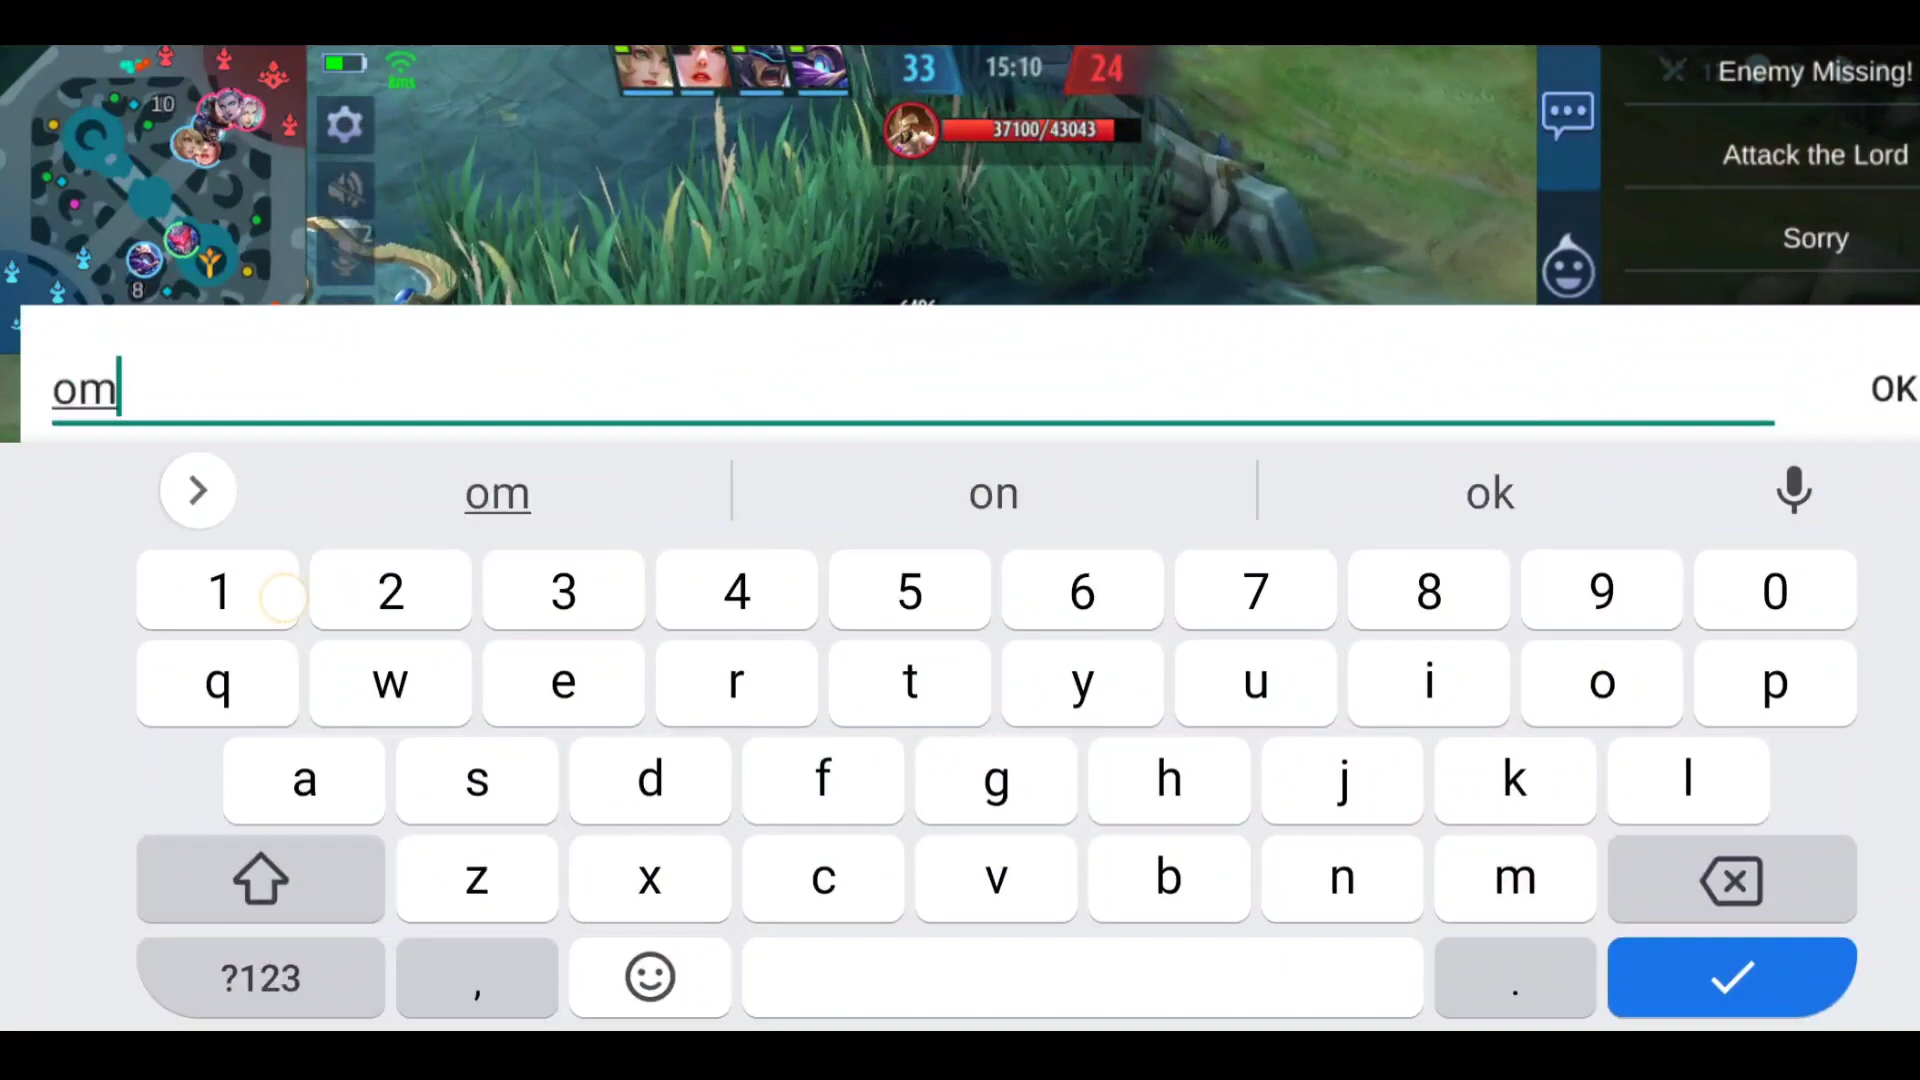 10
8ms
33 15:10 24
37100/43043
Enemy Missing!
Attack the Lord
Sorry
8
om
OK
om on ok
1 2 3 4 5 6 7 8 9 0
q w e r t y u i o p
a s d f g h j k l
z x c v b n m
?123 , .